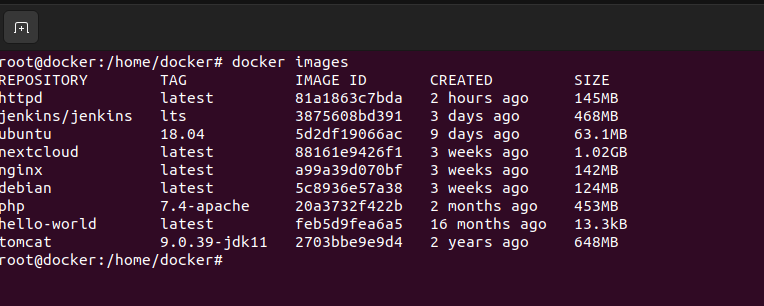 root@docker:/home/docker# docker images
REPOSITORY TAG IMAGE ID CREATED SIZE
httpd latest 81a1863c7bda 2 hours ago 145MB
jenkins/jenkins lts 3875608bd391 3 days ago 468MB
ubuntu 18.04 5d2df19066ac 9 days ago 63.1MB
nextcloud latest 88161e9426f1 3 weeks ago 1.02GB
nginx latest a99a39d070bf 3 weeks ago 142MB
debian latest 5c8936e57a38 3 weeks ago 124MB
php 7.4-apache 20a3732f422b 2 months ago 453MB
hello-world latest feb5d9fea6a5 16 months ago 13.3kB
tomcat 9.0.39-jdk11 2703bbe9e9d4 2 years ago 648MB
root@docker:/home/docker#